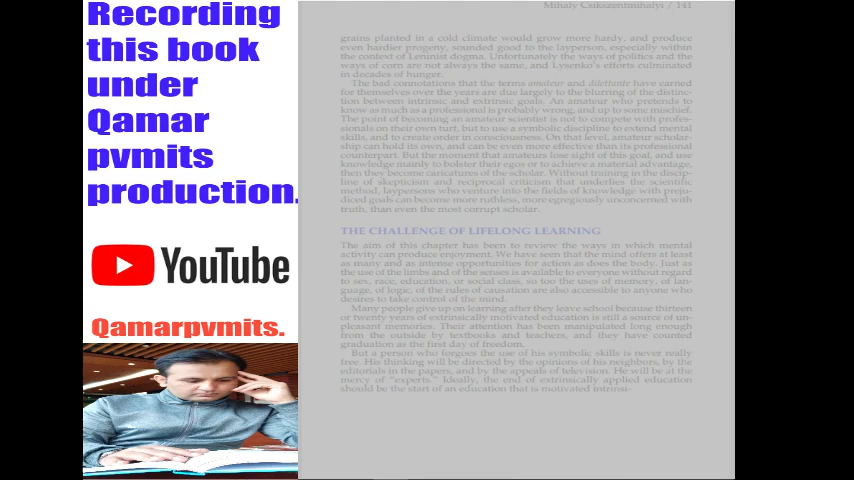 Recording
this book
under
Qamar
pvmits
production.
YouTube
Qamarpvmits.
Mihaly Csikszentmihalyi / 141
grains planted in a cold climate would grow more hardy, and produce
even hardier progeny, sounded good to the layperson, especially within
the context of Leninist dogma. Unfortunately the ways of politics and the
ways of corn are not always the same, and Lysenko's efforts culminated
in decades of hunger.
The bad connotations that the terms amateur and dilettante have earned
for themselves over the years are due largely to the blurring of the distinc-
tion between intrinsic and extrinsic goals. An amateur who pretends to
know as much as a professional is probably wrong, and up to some mischief.
The point of becoming an amateur scientist is not to compete with profes-
sionals on their own turf, but to use a symbolic discipline to extend mental
skills, and to create order in consciousness. On that level, amateur scholar-
ship can hold its own, and can be even more effective than its professional
counterpart. But the moment that amateurs lose sight of this goal, and use
knowledge mainly to bolster their egos or to achieve a material advantage,
then they become caricatures of the scholar. Without training in the discip-
line of skepticism and reciprocal criticism that underlies the scientific
method, laypersons who venture into the fields of knowledge with preju-
diced goals can become more ruthless, more egregiously unconcerned with
truth, than even the most corrupt scholar.
THE CHALLENGE OF LIFELONG LEARNING
The aim of this chapter has been to review the ways in which mental
activity can produce enjoyment. We have seen that the mind offers at least
as many and as intense opportunities for action as does the body. Just as
the use of the limbs and of the senses is available to everyone without regard
to sex, race, education, or social class, so too the uses of memory, of lan-
guage, of logic, of the rules of causation are also accessible to anyone who
desires to take control of the mind.
Many people give up on learning after they leave school because thirteen
or twenty years of extrinsically motivated education is still a source of un-
pleasant memories. Their attention has been manipulated long enough
from the outside by textbooks and teachers, and they have counted
graduation as the first day of freedom.
But a person who forgoes the use of his symbolic skills is never really
free. His thinking will be directed by the opinions of his neighbors, by the
editorials in the papers, and by the appeals of television. He will be at the
mercy of "experts." Ideally, the end of extrinsically applied education
should be the start of an education that is motivated intrinsi-